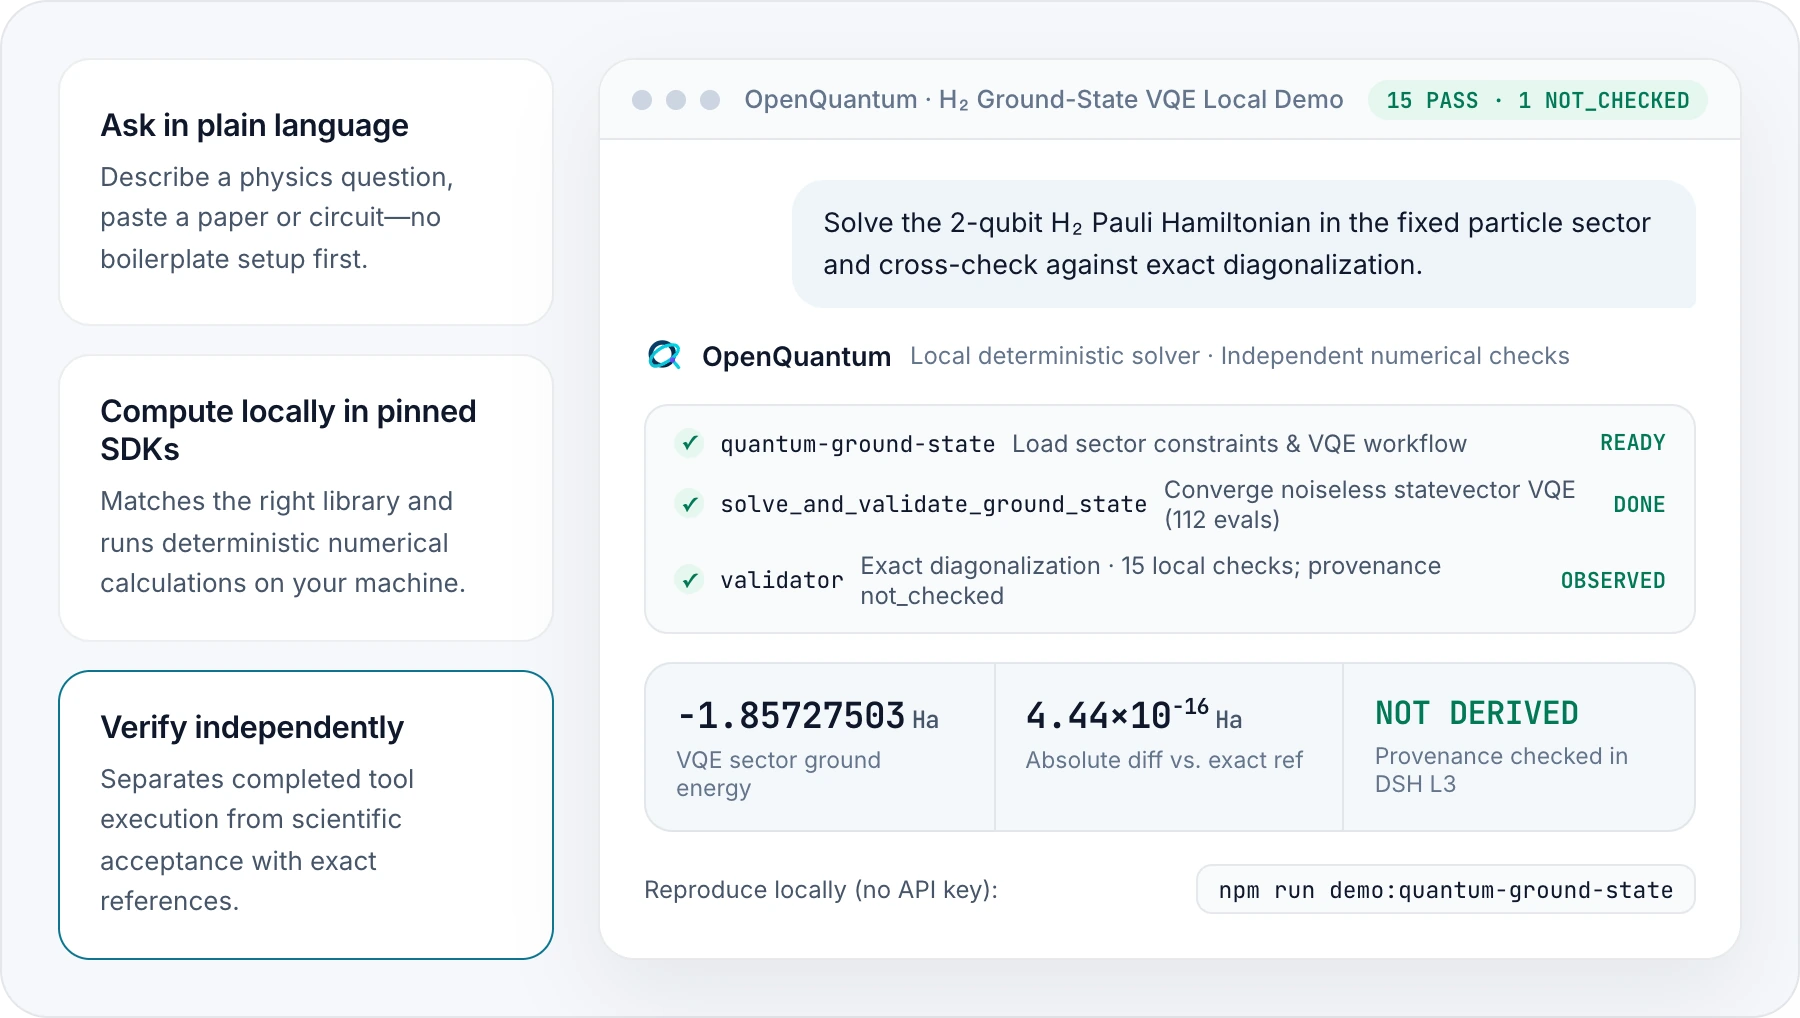 Ask in plain language
Describe a physics question,
paste a paper or circuit—no
boilerplate setup first.
Compute locally in pinned
SDKs
Matches the right library and
runs deterministic numerical
calculations on your machine.
Verify independently
Separates completed tool
execution from scientific
acceptance with exact
references.
OpenQuantum · H₂ Ground-State VQE Local Demo
15 PASS · 1 NOT_CHECKED
Solve the 2-qubit H₂ Pauli Hamiltonian in the fixed particle sector
and cross-check against exact diagonalization.
OpenQuantum Local deterministic solver · Independent numerical checks
✓ quantum-ground-state Load sector constraints & VQE workflow READY
✓ solve_and_validate_ground_state Converge noiseless statevector VQE
(112 evals) DONE
✓ validator Exact diagonalization · 15 local checks; provenance
not_checked OBSERVED
-1.85727503 Ha
VQE sector ground
energy
4.44×10⁻¹⁶ Ha
Absolute diff vs. exact ref
NOT DERIVED
Provenance checked in
DSH L3
Reproduce locally (no API key):
npm run demo:quantum-ground-state